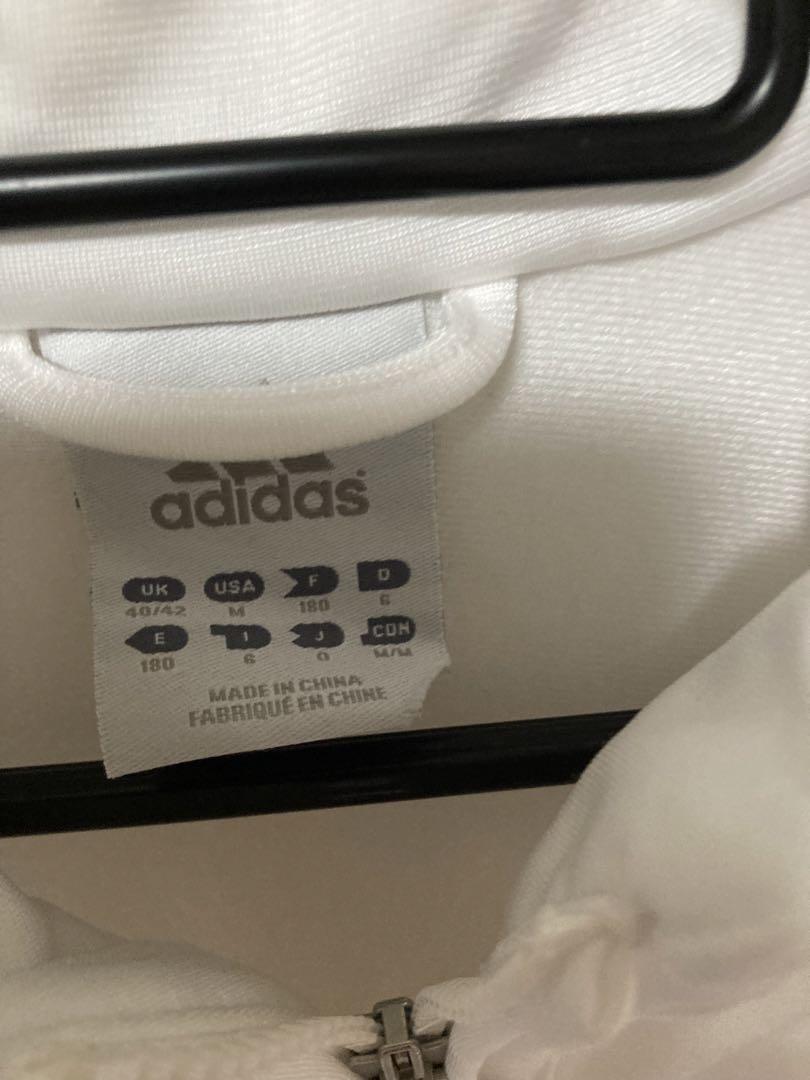 adidas
UK USA F D
40/42 M 180 6
E I J CDN
180 6 O M/M
MADE IN CHINA
FABRIQUÉ EN CHINE